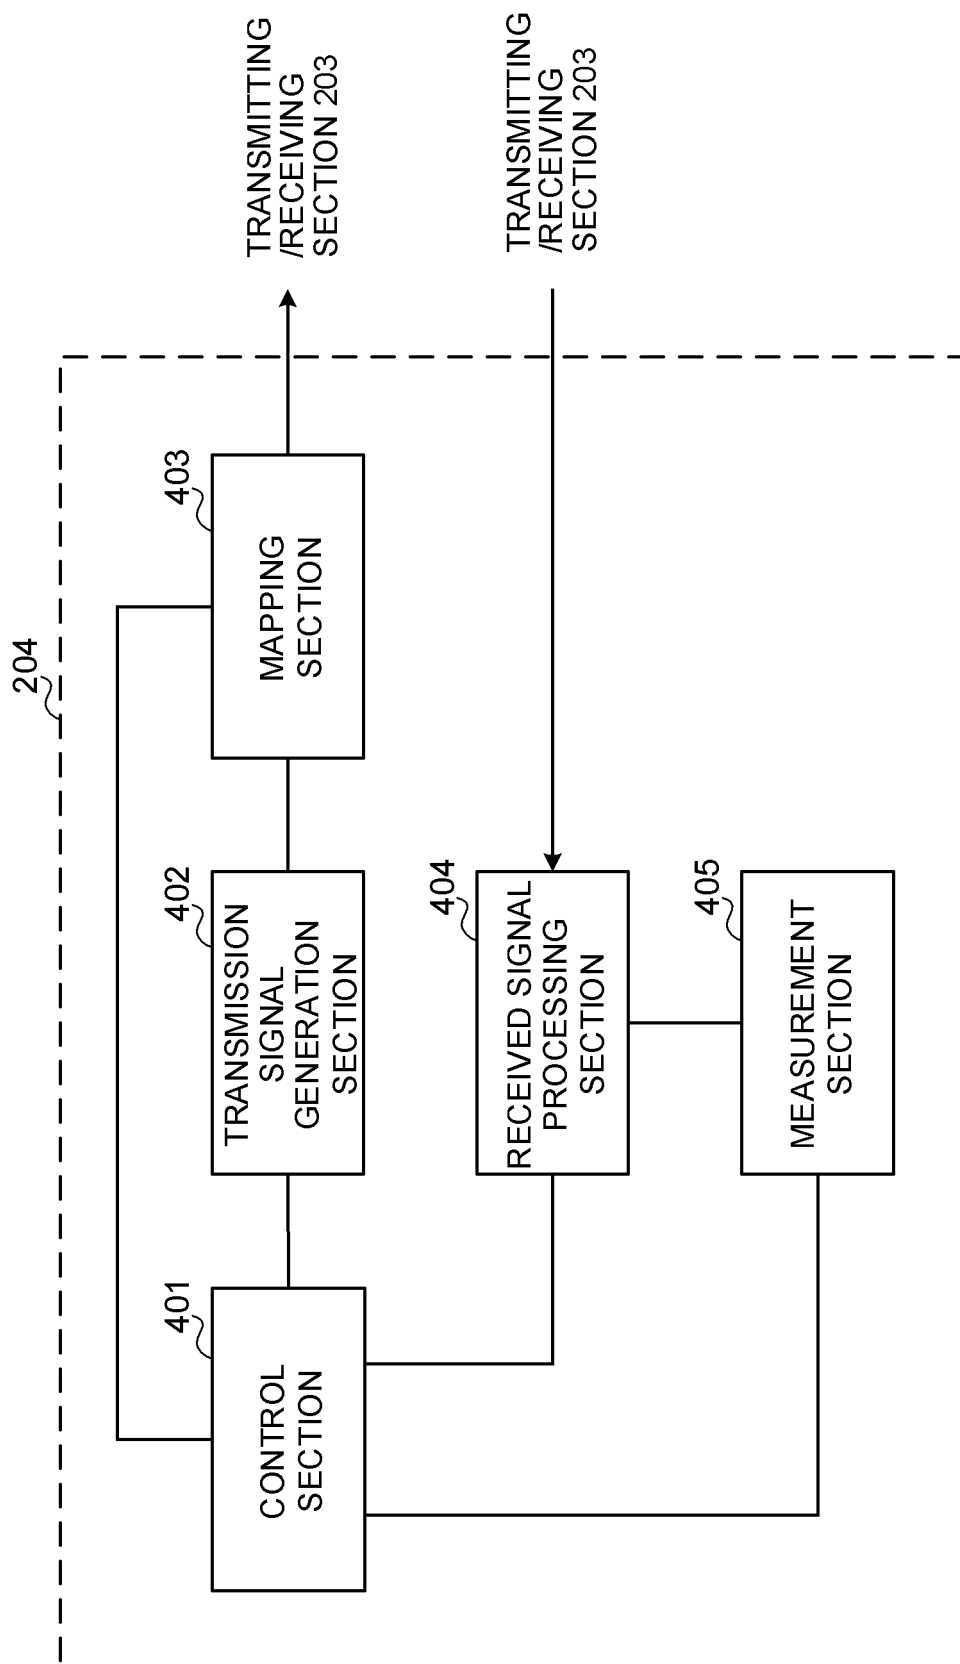 204
401
CONTROL
SECTION
402
TRANSMISSION
SIGNAL
GENERATION
SECTION
403
MAPPING
SECTION
TRANSMITTING
/RECEIVING
SECTION 203
404
RECEIVED SIGNAL
PROCESSING
SECTION
TRANSMITTING
/RECEIVING
SECTION 203
405
MEASUREMENT
SECTION